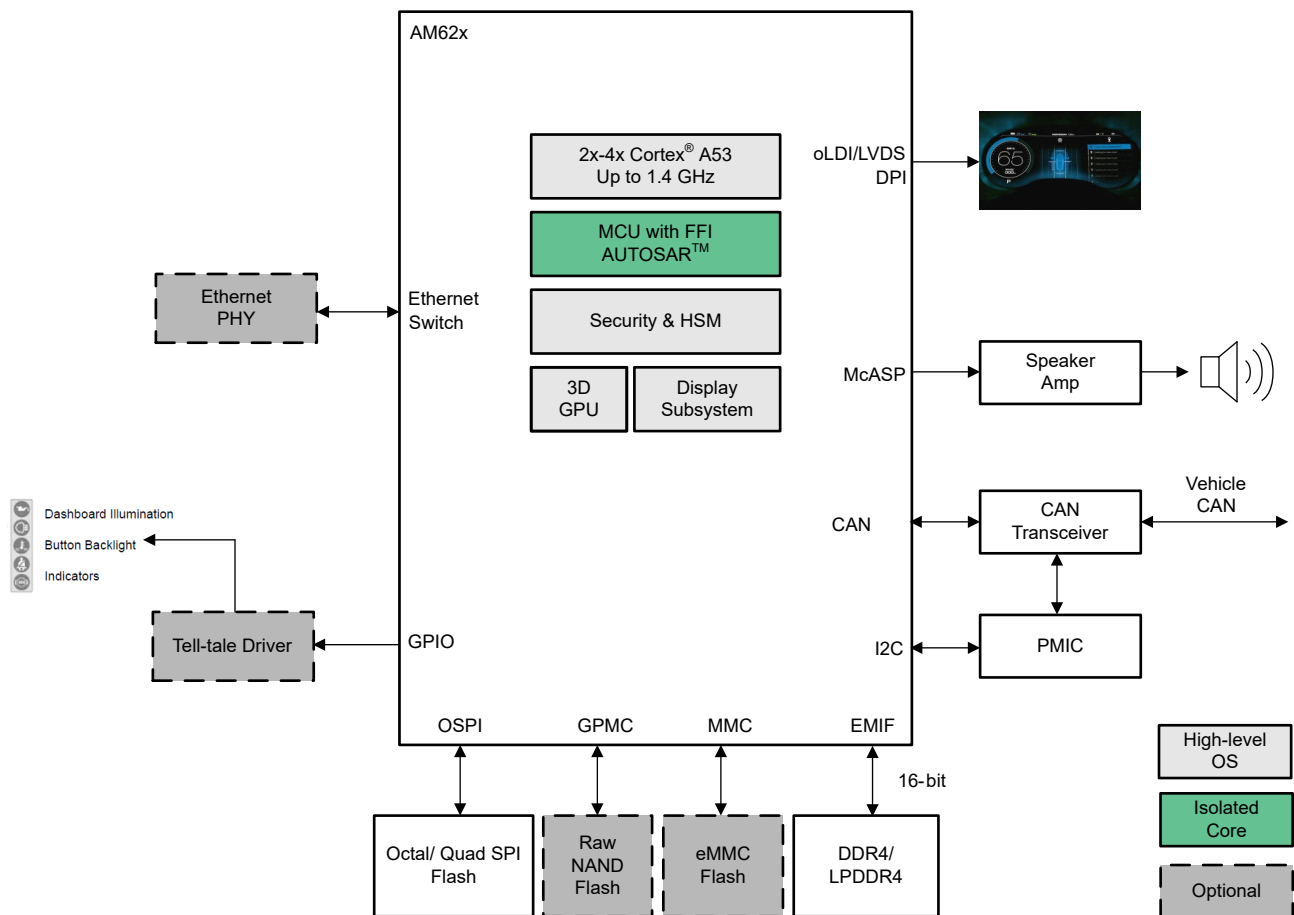 AM62x
2x-4x Cortex® A53
Up to 1.4 GHz
MCU with FFI
AUTOSAR™
Security & HSM
3D
GPU
Display
Subsystem
oLDI/LVDS
DPI
65
P
Ethernet
PHY
Ethernet
Switch
McASP
Speaker
Amp
Dashboard Illumination
Button Backlight
Indicators
CAN
CAN
Transceiver
Vehicle
CAN
Tell-tale Driver
GPIO
I2C
PMIC
OSPI
GPMC
MMC
EMIF
16-bit
Octal/ Quad SPI
Flash
Raw
NAND
Flash
eMMC
Flash
DDR4/
LPDDR4
High-level
OS
Isolated
Core
Optional